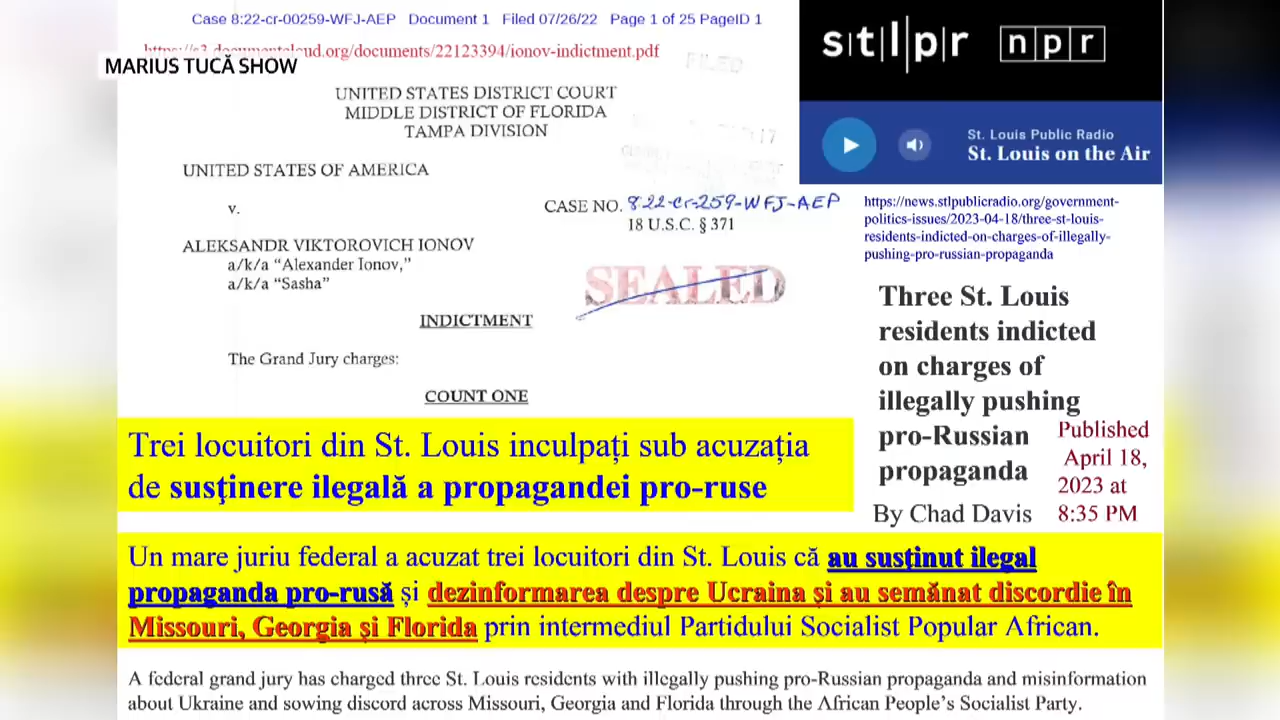 Case 8:22-cr-00259-WFJ-AEP Document 1 Filed 07/26/22 Page 1 of 25 PageID 1
https://s3.documentcloud.org/documents/22123394/ionov-indictment.pdf
MARIUS TUCĂ SHOW
FILED
UNITED STATES DISTRICT COURT
MIDDLE DISTRICT OF FLORIDA
TAMPA DIVISION
UNITED STATES OF AMERICA
v.
CASE NO. 8:22-cr-259-WFJ-AEP
18 U.S.C. § 371
ALEKSANDR VIKTOROVICH IONOV
a/k/a “Alexander Ionov,”
a/k/a “Sasha”
SEALED
INDICTMENT
The Grand Jury charges:
COUNT ONE
stlpr npr
St. Louis Public Radio
St. Louis on the Air
https://news.stlpublicradio.org/government-
politics-issues/2023-04-18/three-st-louis-
residents-indicted-on-charges-of-illegally-
pushing-pro-russian-propaganda
Three St. Louis
residents indicted
on charges of
illegally pushing
pro-Russian
propaganda
By Chad Davis
Published
April 18,
2023 at
8:35 PM
Trei locuitori din St. Louis inculpați sub acuzația
de susţinere ilegală a propagandei pro-ruse
Un mare juriu federal a acuzat trei locuitori din St. Louis că au susținut ilegal
propaganda pro-rusă și dezinformarea despre Ucraina și au semănat discordie în
Missouri, Georgia și Florida prin intermediul Partidului Socialist Popular African.
A federal grand jury has charged three St. Louis residents with illegally pushing pro-Russian propaganda and misinformation
about Ukraine and sowing discord across Missouri, Georgia and Florida through the African People’s Socialist Party.